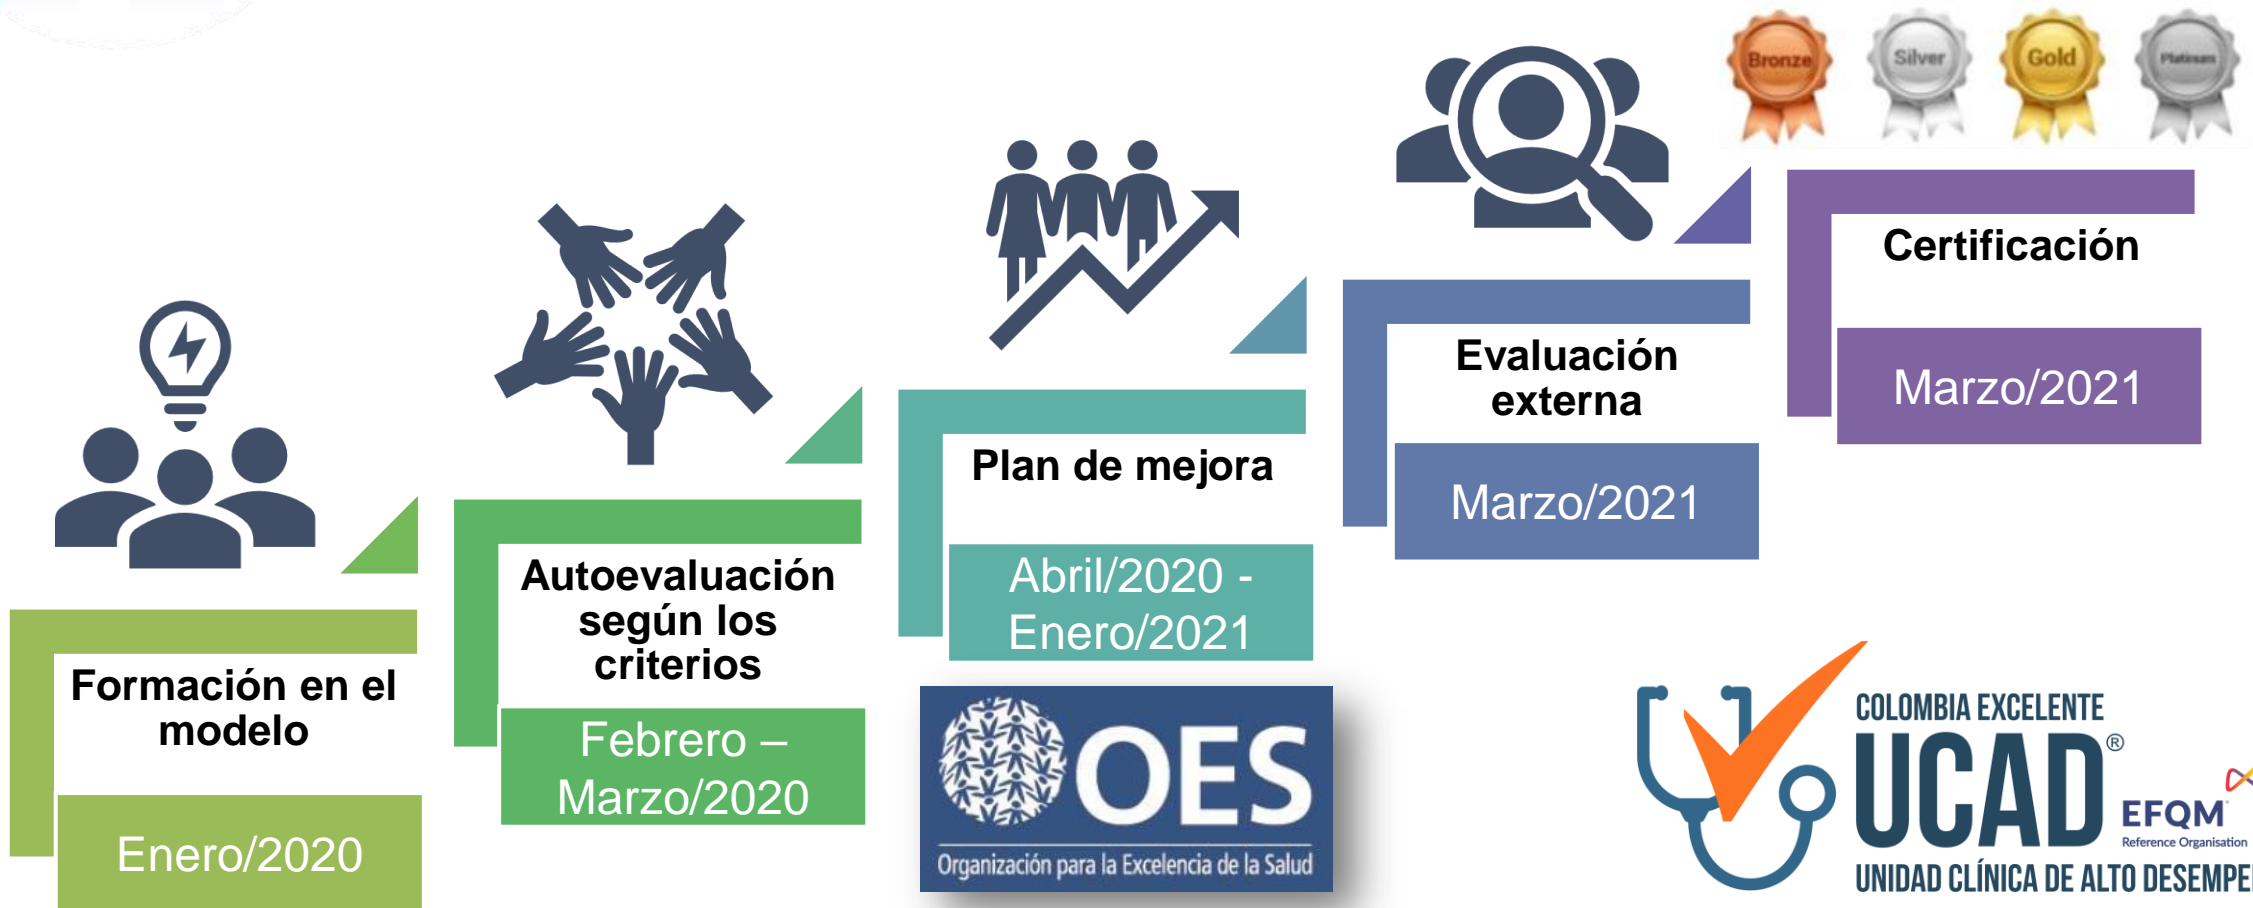 Bronze
Silver
Gold
Platinum
Certificación
Marzo/2021
Evaluación
externa
Marzo/2021
Plan de mejora
Abril/2020 -
Enero/2021
Autoevaluación
según los
criterios
Febrero –
Marzo/2020
Formación en el
modelo
Enero/2020
OES
Organización para la Excelencia de la Salud
COLOMBIA EXCELENTE
UCAD®
EFQM
Reference Organisation
UNIDAD CLÍNICA DE ALTO DESEMPE